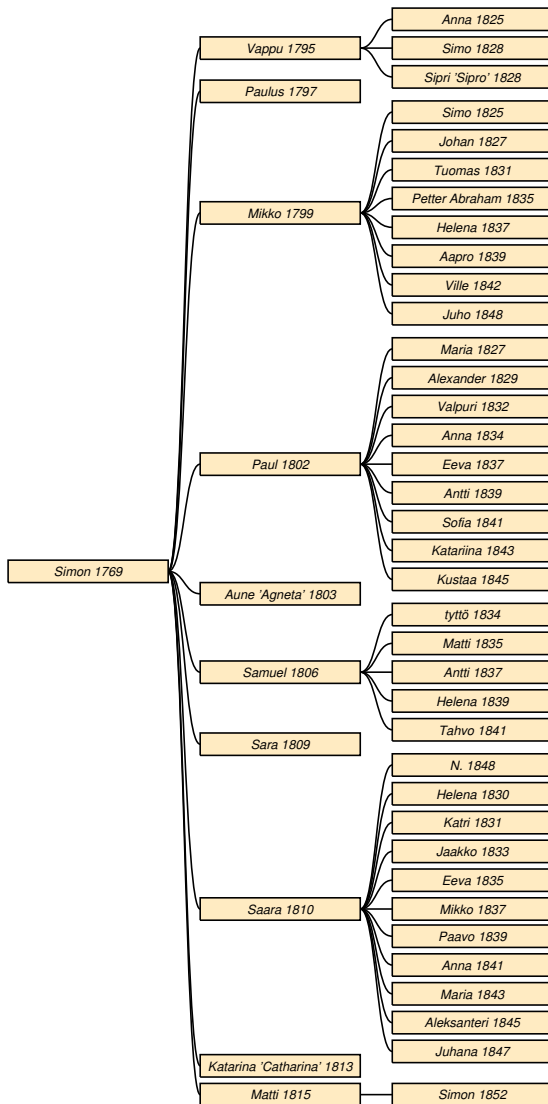 Simon 1769
Vappu 1795
Anna 1825
Simo 1828
Sipri 'Sipro' 1828
Paulus 1797
Mikko 1799
Simo 1825
Johan 1827
Tuomas 1831
Petter Abraham 1835
Helena 1837
Aapro 1839
Ville 1842
Juho 1848
Paul 1802
Maria 1827
Alexander 1829
Valpuri 1832
Anna 1834
Eeva 1837
Antti 1839
Sofia 1841
Katariina 1843
Kustaa 1845
Aune 'Agneta' 1803
Samuel 1806
tyttö 1834
Matti 1835
Antti 1837
Helena 1839
Tahvo 1841
Sara 1809
Saara 1810
N. 1848
Helena 1830
Katri 1831
Jaakko 1833
Eeva 1835
Mikko 1837
Paavo 1839
Anna 1841
Maria 1843
Aleksanteri 1845
Juhana 1847
Katarina 'Catharina' 1813
Matti 1815
Simon 1852